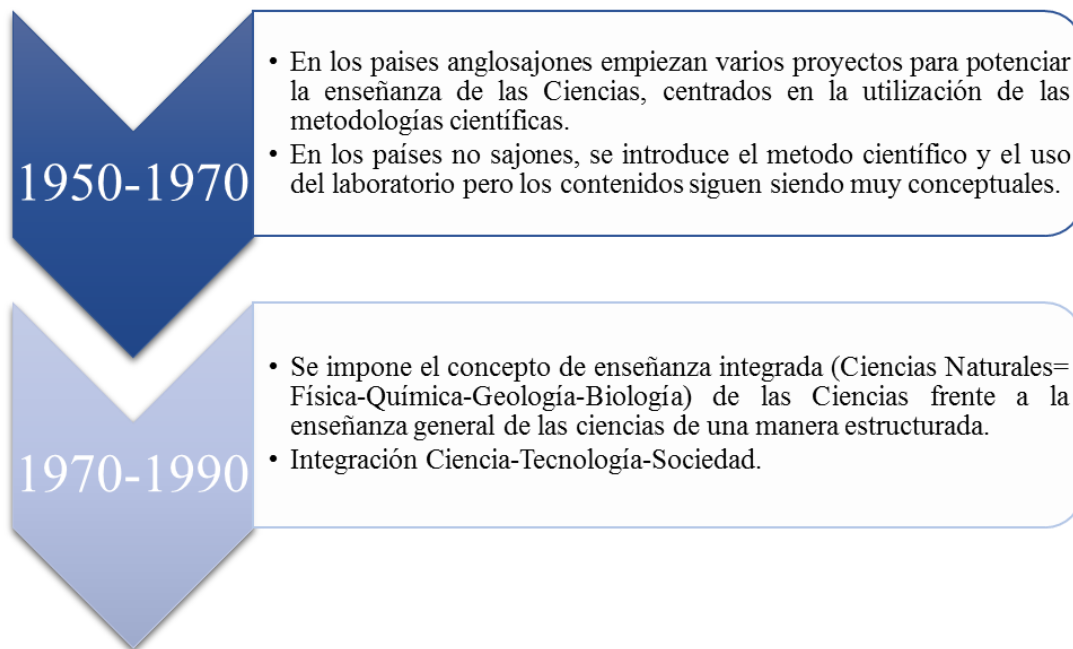 1950-1970
• En los paises anglosajones empiezan varios proyectos para potenciar
la enseñanza de las Ciencias, centrados en la utilización de las
metodologías científicas.
• En los países no sajones, se introduce el metodo científico y el uso
del laboratorio pero los contenidos siguen siendo muy conceptuales.
1970-1990
• Se impone el concepto de enseñanza integrada (Ciencias Naturales=
Física-Química-Geología-Biología) de las Ciencias frente a la
enseñanza general de las ciencias de una manera estructurada.
• Integración Ciencia-Tecnología-Sociedad.